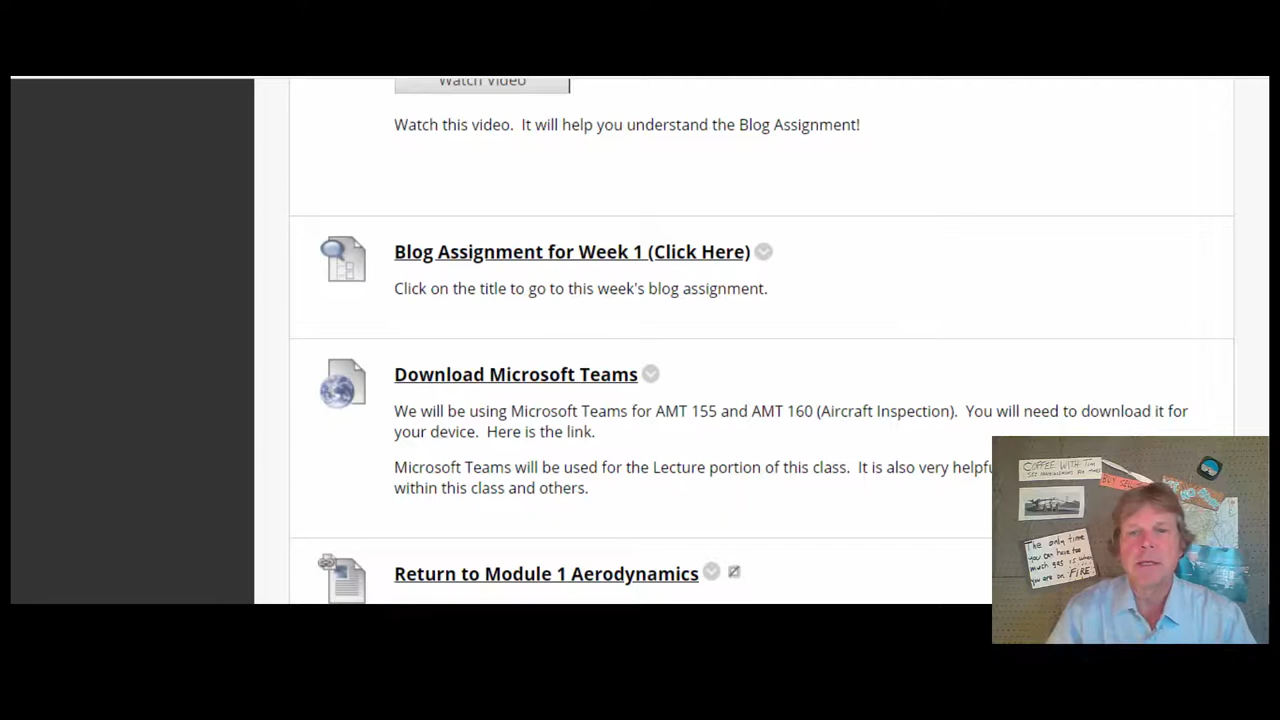 Watch Video
Watch this video. It will help you understand the Blog Assignment!
Blog Assignment for Week 1 (Click Here)
Click on the title to go to this week's blog assignment.
Download Microsoft Teams
We will be using Microsoft Teams for AMT 155 and AMT 160 (Aircraft Inspection). You will need to download it for
your device. Here is the link.
Microsoft Teams will be used for the Lecture portion of this class. It is also very helpfu
within this class and others.
Return to Module 1 Aerodynamics
COFFEE WITH TIM
BUY SELL
The only time
you can have too
much gas is when
you are on FIRE